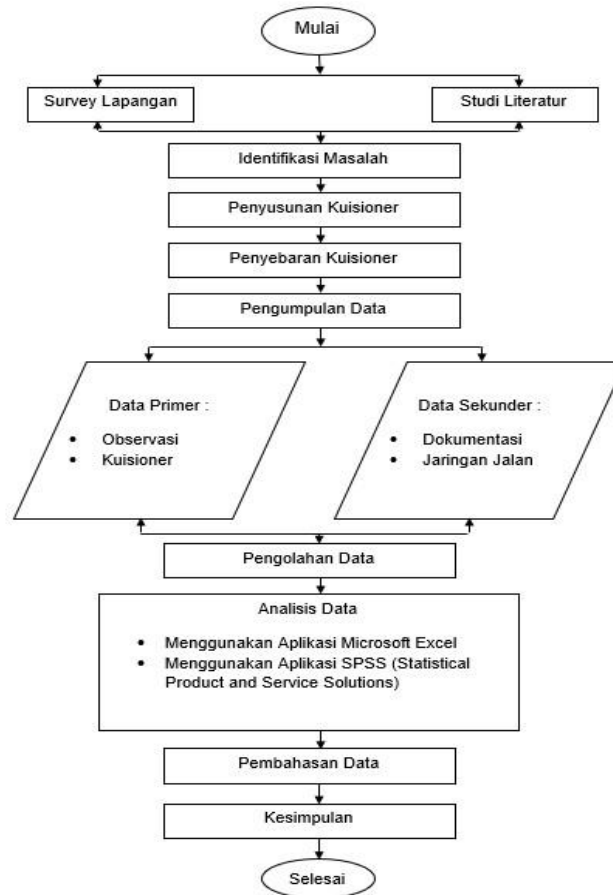 Mulai
Survey Lapangan
Studi Literatur
Identifikasi Masalah
Penyusunan Kuisioner
Penyebaran Kuisioner
Pengumpulan Data
Data Primer :
• Observasi
• Kuisioner
Data Sekunder :
• Dokumentasi
• Jaringan Jalan
Pengolahan Data
Analisis Data
• Menggunakan Aplikasi Microsoft Excel
• Menggunakan Aplikasi SPSS (Statistical
Product and Service Solutions)
Pembahasan Data
Kesimpulan
Selesai